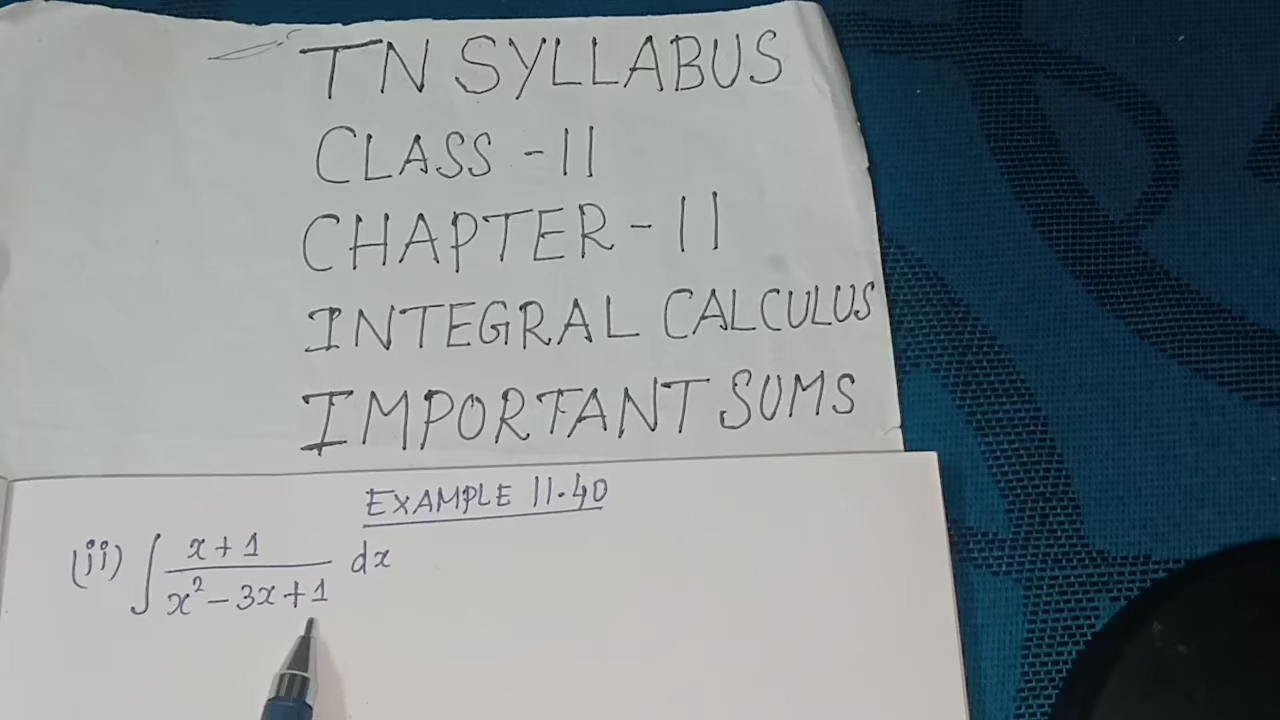 TN SYLLABUS
CLASS - 11
CHAPTER - 11
INTEGRAL CALCULUS
IMPORTANT SUMS
EXAMPLE 11.40
(ii) ∫ x+1 / x² - 3x + 1 dx